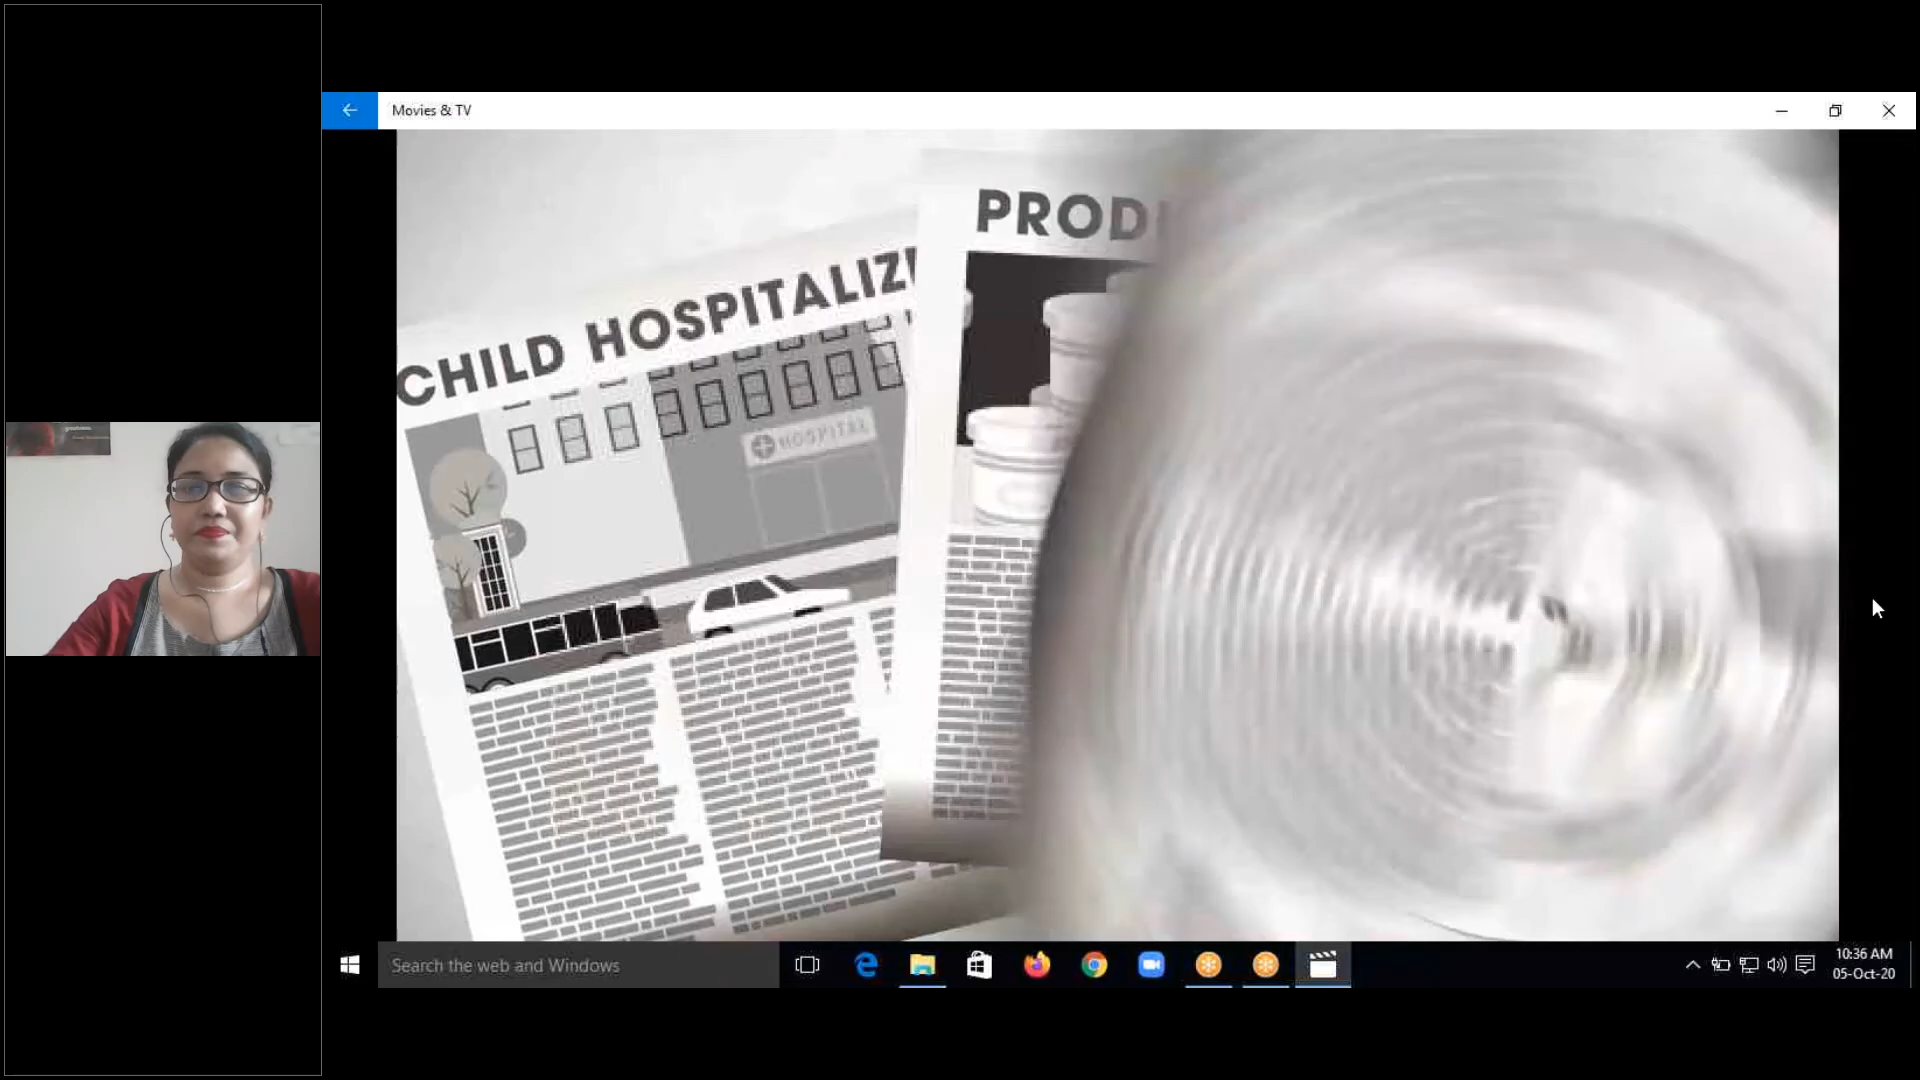 Movies & TV
PROD
CHILD HOSPITALIZ
HOSPITAL
Search the web and Windows
10:36 AM
05-Oct-20